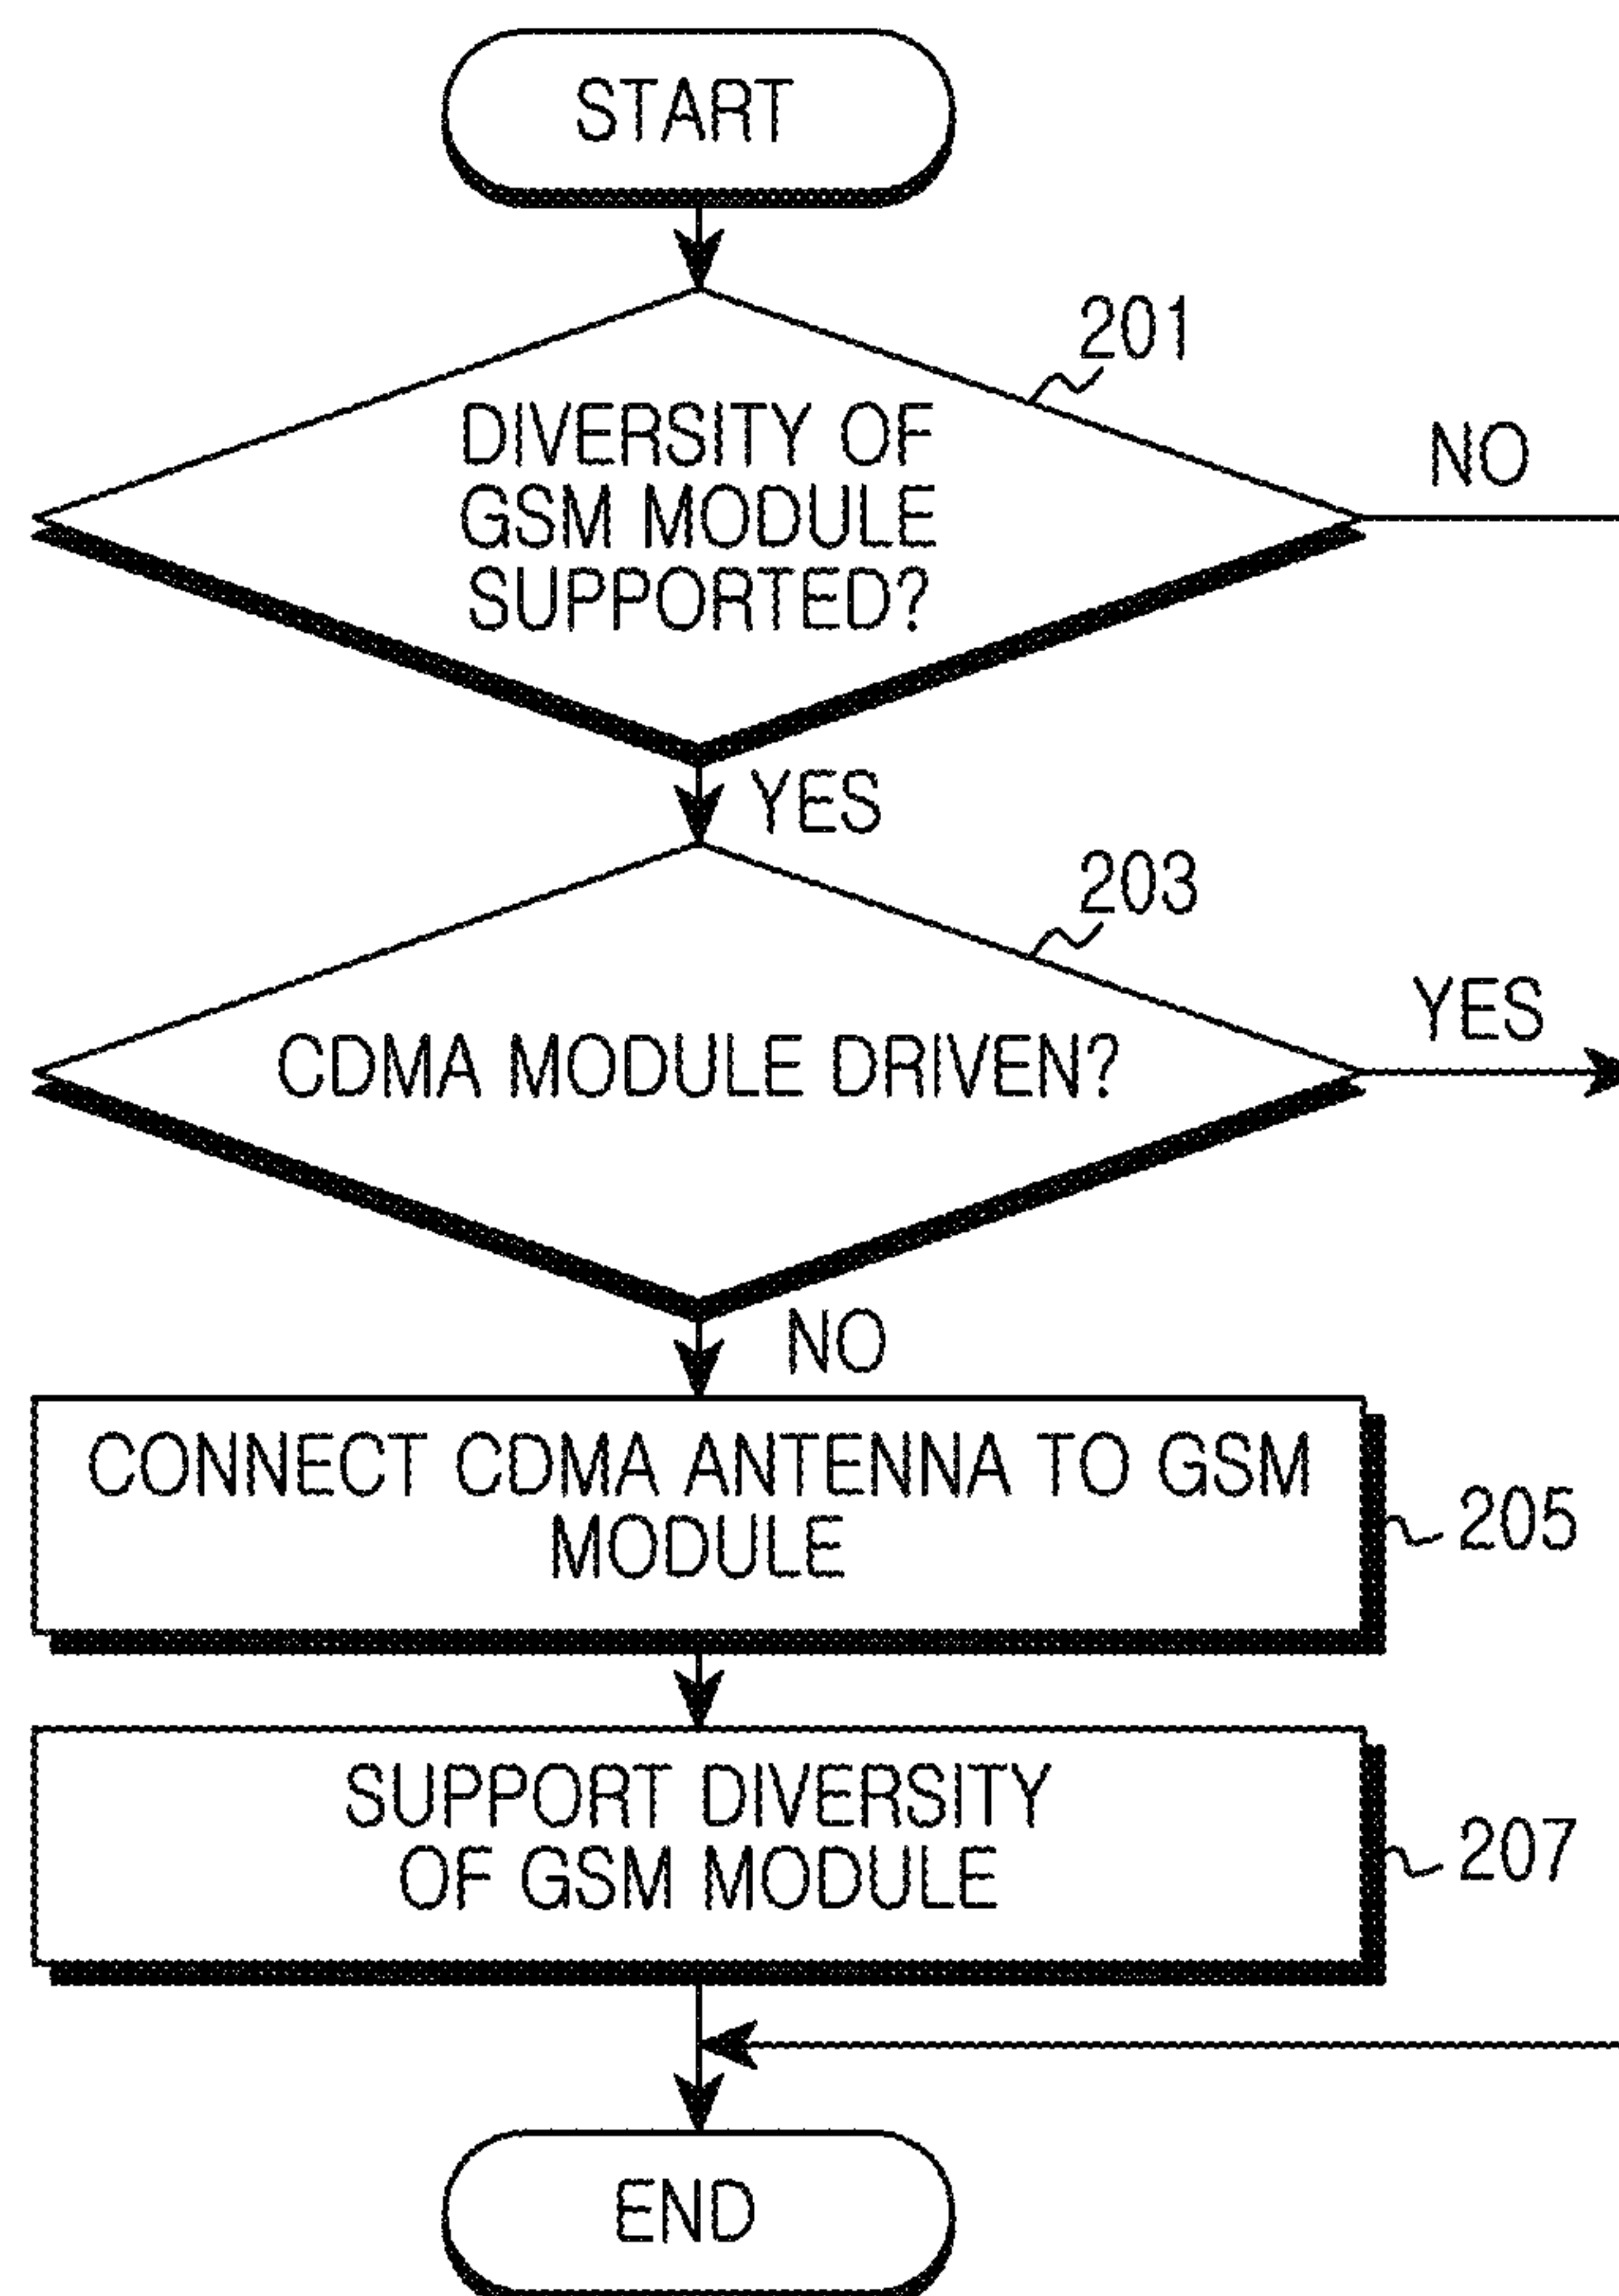 START
201
DIVERSITY OF
GSM MODULE
SUPPORTED?
NO
YES
203
CDMA MODULE DRIVEN?
YES
NO
CONNECT CDMA ANTENNA TO GSM
MODULE
205
SUPPORT DIVERSITY
OF GSM MODULE
207
END